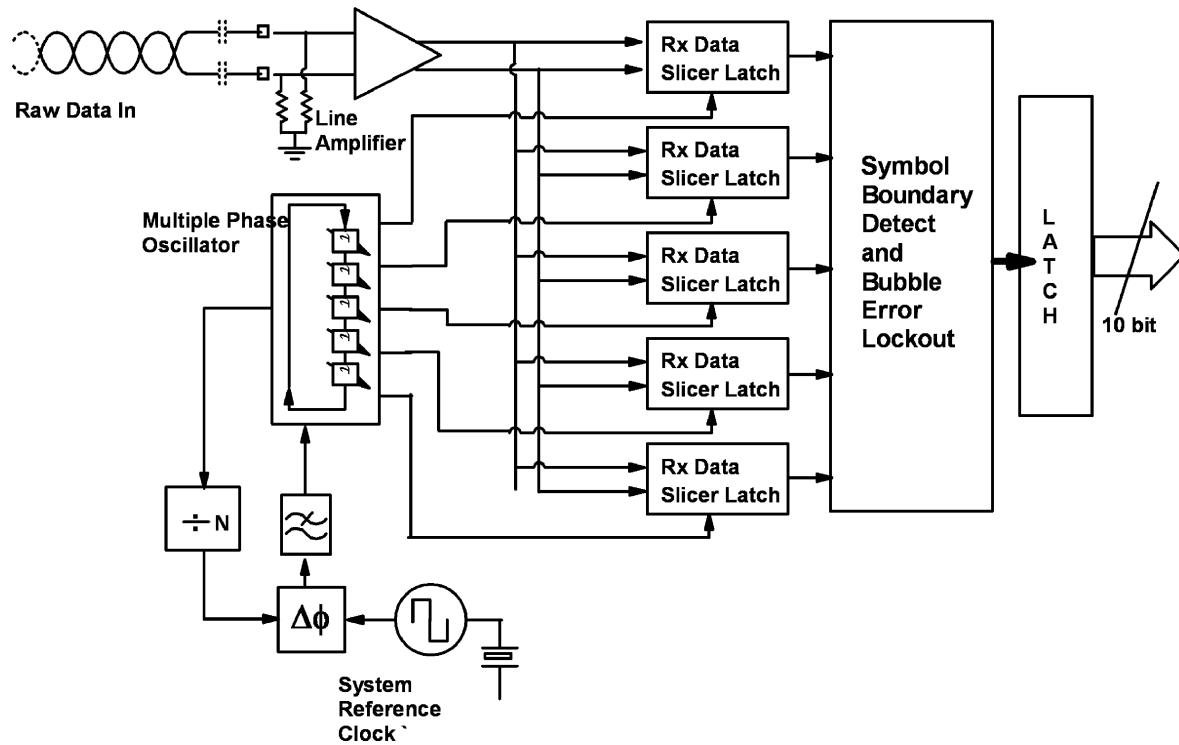 Raw Data In
Line
Amplifier
Multiple Phase
Oscillator
τ
τ
τ
τ
τ
÷ N
Δϕ
System
Reference
Clock `
Rx Data
Slicer Latch
Rx Data
Slicer Latch
Rx Data
Slicer Latch
Rx Data
Slicer Latch
Rx Data
Slicer Latch
Symbol
Boundary
Detect
and
Bubble
Error
Lockout
L
A
T
C
H
10 bit